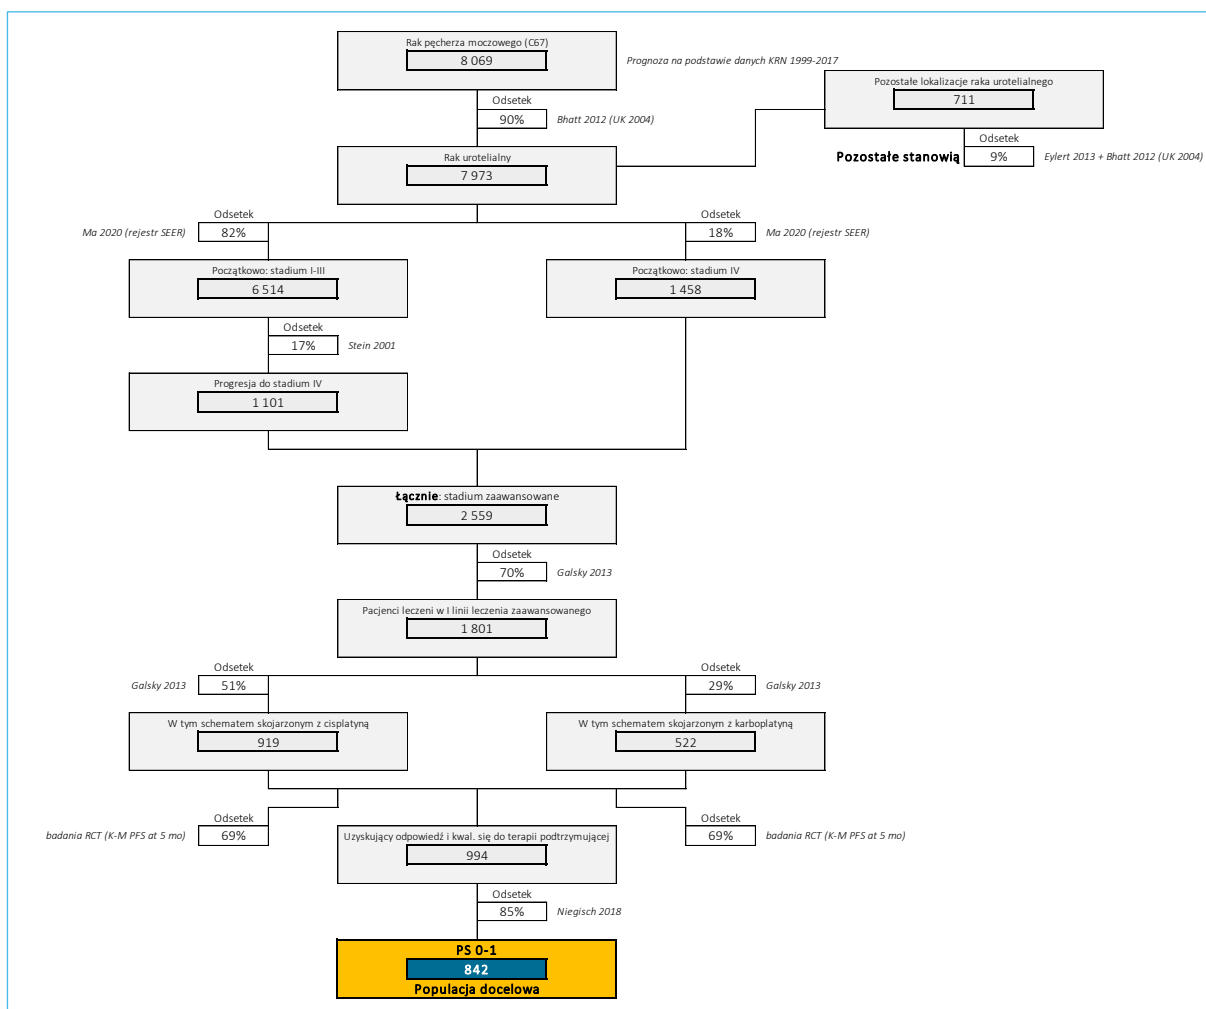 Rak pęcherza moczowego (C67)
8 069
Prognoza na podstawie danych KRN 1999-2017
Pozostałe lokalizacje raka urotelialnego
711
Odsetek
90%
Bhatt 2012 (UK 2004)
Odsetek
Pozostałe stanowią
9%
Eylert 2013 + Bhatt 2012 (UK 2004)
Rak urotelialny
7 973
Odsetek
Ma 2020 (rejestr SEER)
82%
Odsetek
18%
Ma 2020 (rejestr SEER)
Początkowo: stadium I-III
6 514
Początkowo: stadium IV
1 458
Odsetek
17%
Stein 2001
Progresja do stadium IV
1 101
Łącznie: stadium zaawansowane
2 559
Odsetek
70%
Galsky 2013
Pacjenci leczeni w I linii leczenia zaawansowanego
1 801
Odsetek
Galsky 2013
51%
Odsetek
29%
Galsky 2013
W tym schematem skojarzonym z cisplatyną
919
W tym schematem skojarzonym z karboplatyną
522
Odsetek
badania RCT (K-M PFS at 5 mo)
69%
Odsetek
69%
badania RCT (K-M PFS at 5 mo)
Uzyskujący odpowiedź i kwal. się do terapii podtrzymującej
994
Odsetek
85%
Niegisch 2018
PS 0-1
842
Populacja docelowa